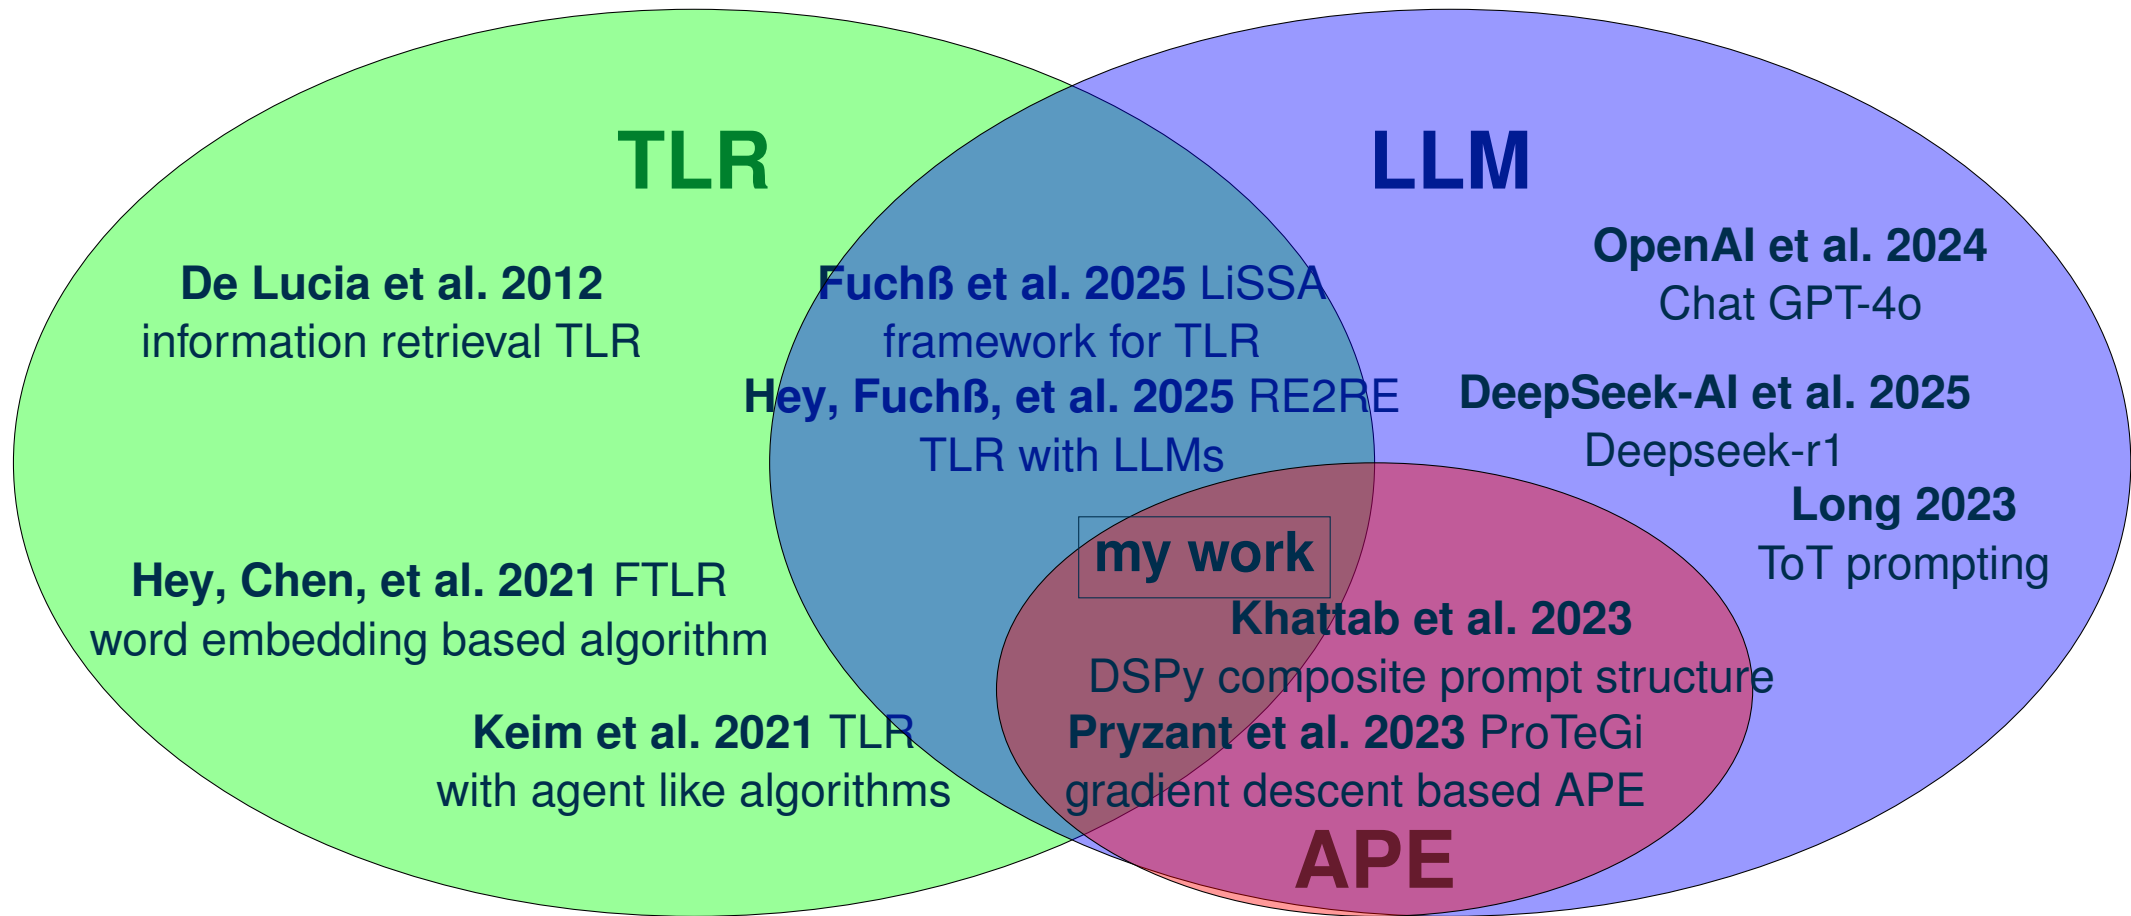 TLR
LLM
De Lucia et al. 2012
information retrieval TLR
Fuchß et al. 2025 LiSSA
framework for TLR
Hey, Fuchß, et al. 2025 RE2RE
TLR with LLMs
OpenAI et al. 2024
Chat GPT-4o
DeepSeek-AI et al. 2025
Deepseek-r1
Long 2023
ToT prompting
my work
Hey, Chen, et al. 2021 FTLR
word embedding based algorithm
Khattab et al. 2023
DSPy composite prompt structure
Keim et al. 2021 TLR
with agent like algorithms
Pryzant et al. 2023 ProTeGi
gradient descent based APE
APE